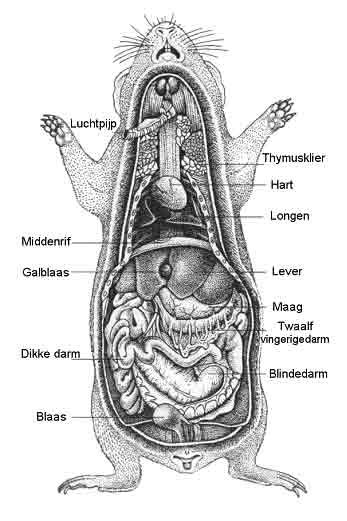 Luchtpijp
Thymusklier
Hart
Longen
Middenrif
Galblaas
Lever
Maag
Twaalf
vingerigedarm
Dikke darm
Blindedarm
Blaas